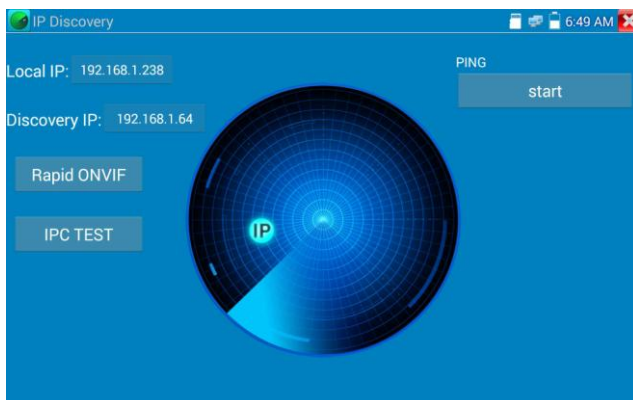 IP Discovery
6:49 AM
Local IP: 192.168.1.238
PING
start
Discovery IP: 192.168.1.64
Rapid ONVIF
IPC TEST
IP